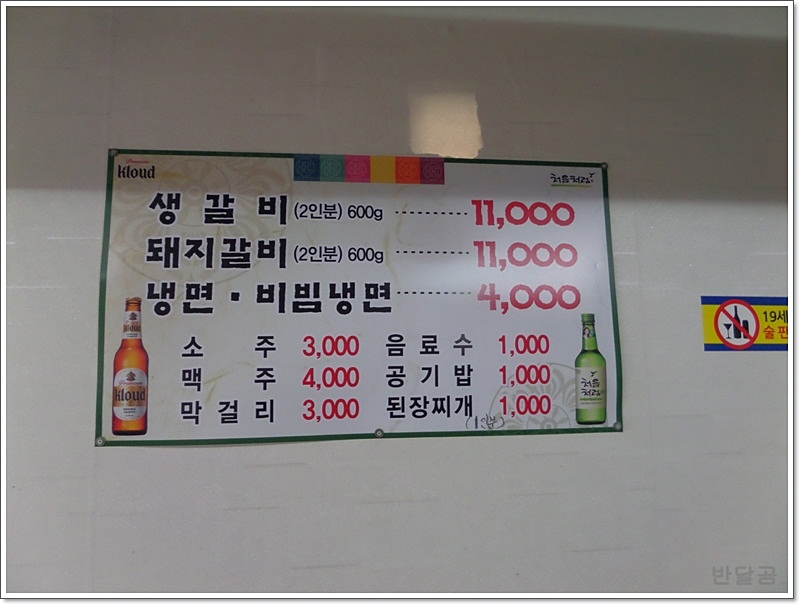 Premium
kloud
처음처럼
생갈비 (2인분) 600g ········· 11,000
돼지갈비 (2인분) 600g ········· 11,000
냉면·비빔냉면 ········· 4,000
소주 3,000 음료수 1,000
맥주 4,000 공기밥 1,000
막걸리 3,000 된장찌개 1,000
(1인분)
kloud
처음처럼
19세
술판
반달곰